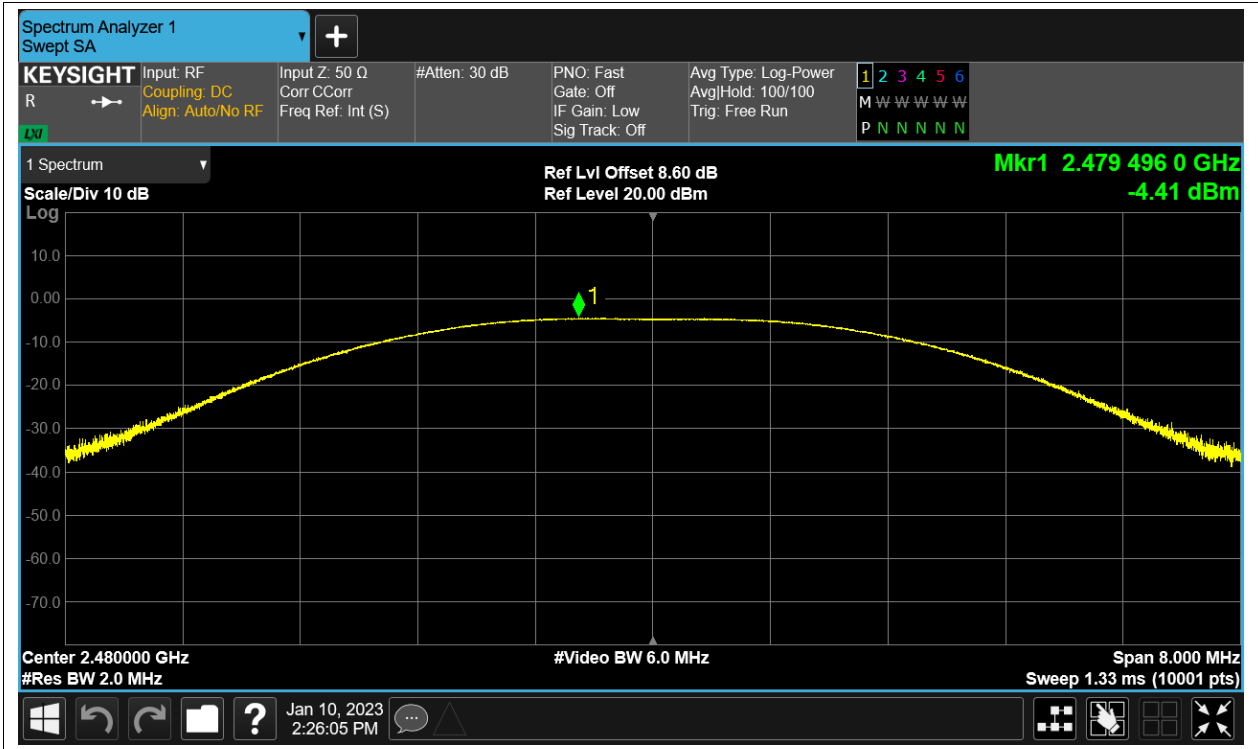 Spectrum Analyzer 1
Swept SA
KEYSIGHT
R
LXI
Input: RF
Coupling: DC
Align: Auto/No RF
Input Z: 50 Ω
Corr CCorr
Freq Ref: Int (S)
#Atten: 30 dB
PNO: Fast
Gate: Off
IF Gain: Low
Sig Track: Off
Avg Type: Log-Power
Avg|Hold: 100/100
Trig: Free Run
1 2 3 4 5 6
M W W W W W W
P N N N N N N
1 Spectrum
Scale/Div 10 dB
Log
Ref Lvl Offset 8.60 dB
Ref Level 20.00 dBm
Mkr1 2.479 496 0 GHz
-4.41 dBm
10.0
0.00
-10.0
-20.0
-30.0
-40.0
-50.0
-60.0
-70.0
1
Center 2.480000 GHz
#Res BW 2.0 MHz
#Video BW 6.0 MHz
Span 8.000 MHz
Sweep 1.33 ms (10001 pts)
?
Jan 10, 2023
2:26:05 PM